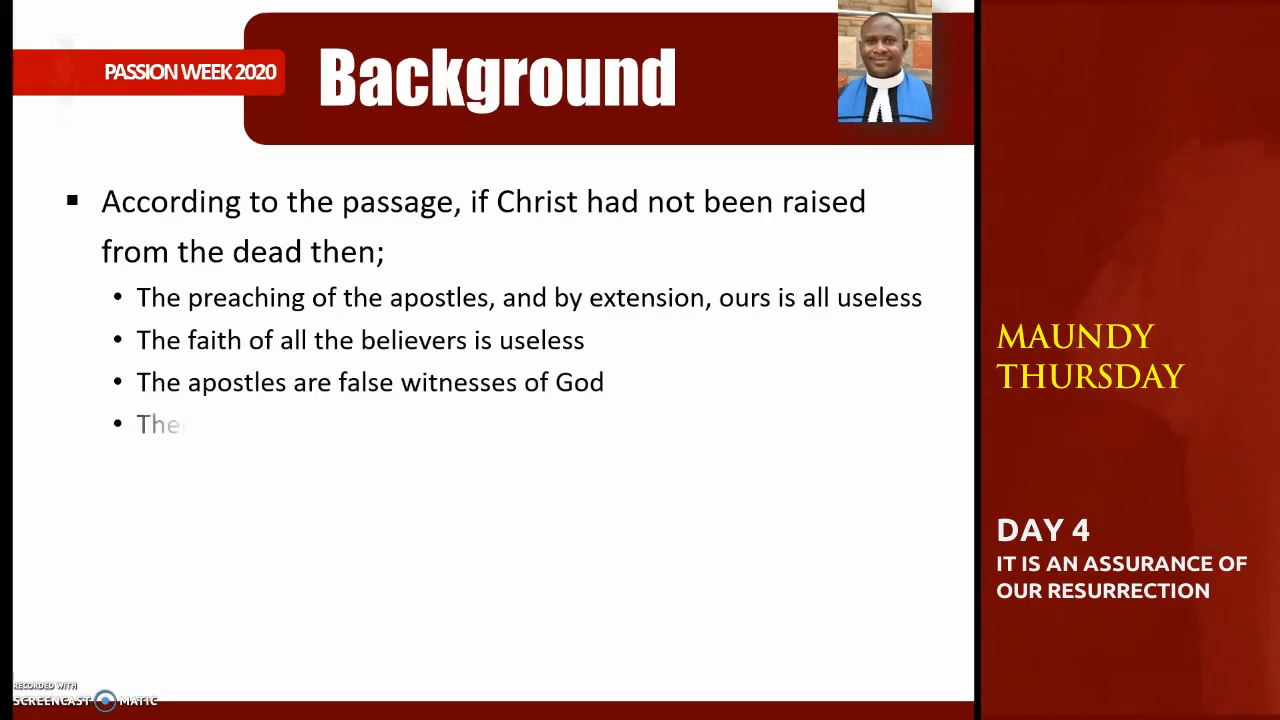 PASSION WEEK 2020
Background
According to the passage, if Christ had not been raised
from the dead then;
The preaching of the apostles, and by extension, ours is all useless
The faith of all the believers is useless
The apostles are false witnesses of God
The
MAUNDY
THURSDAY
DAY 4
IT IS AN ASSURANCE OF
OUR RESURRECTION
RECORDED WITH
SCREENCAST MATIC